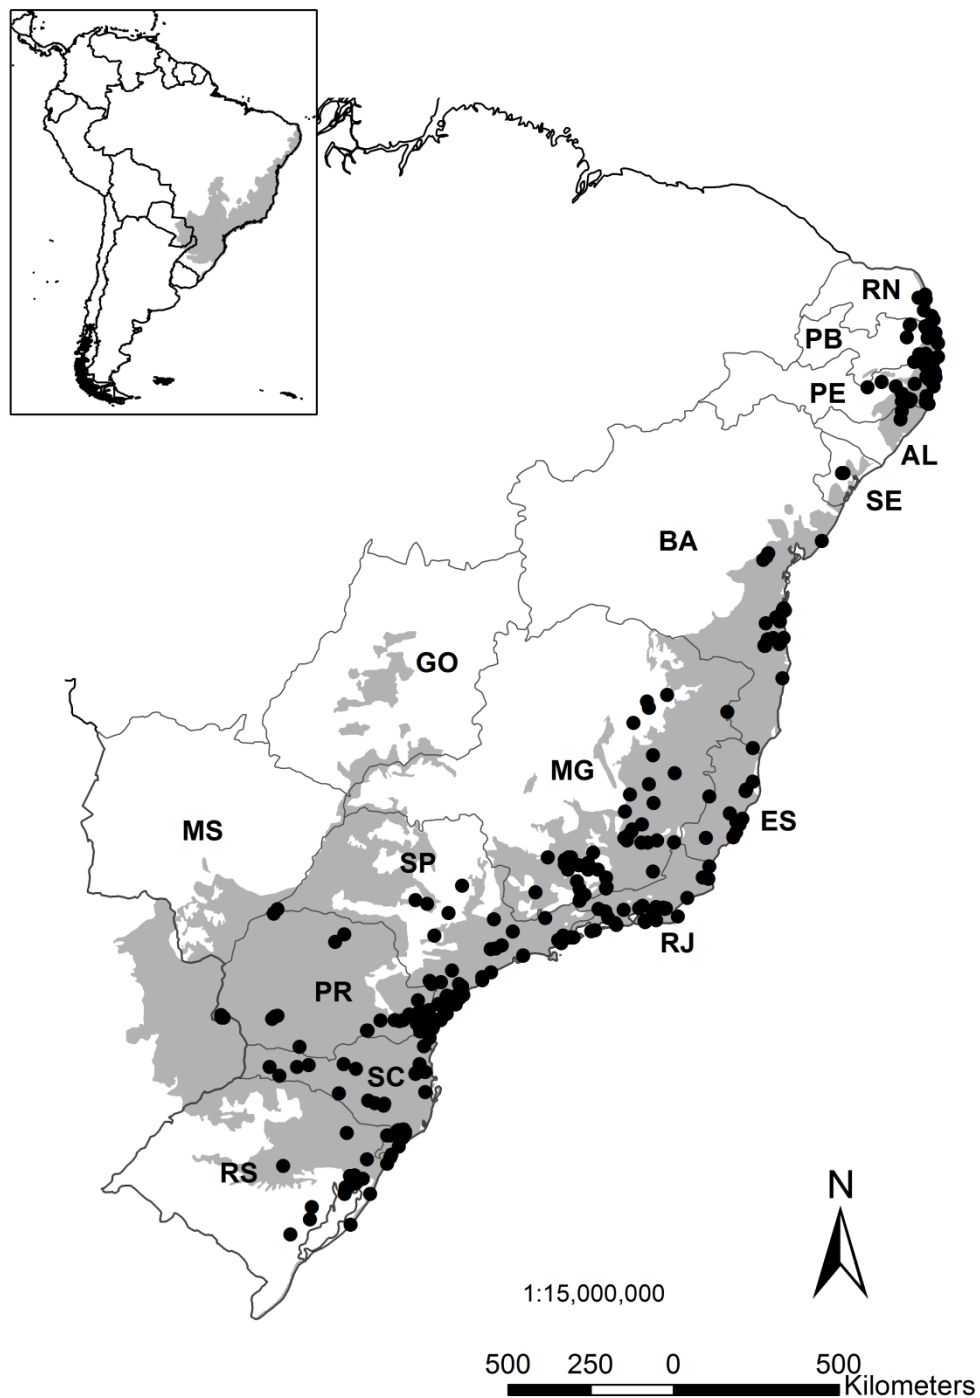 RN
PB
PE
AL
SE
BA
GO
MG
MS
ES
SP
RJ
PR
SC
RS
N
1:15,000,000
500 250 0 500
Kilometers